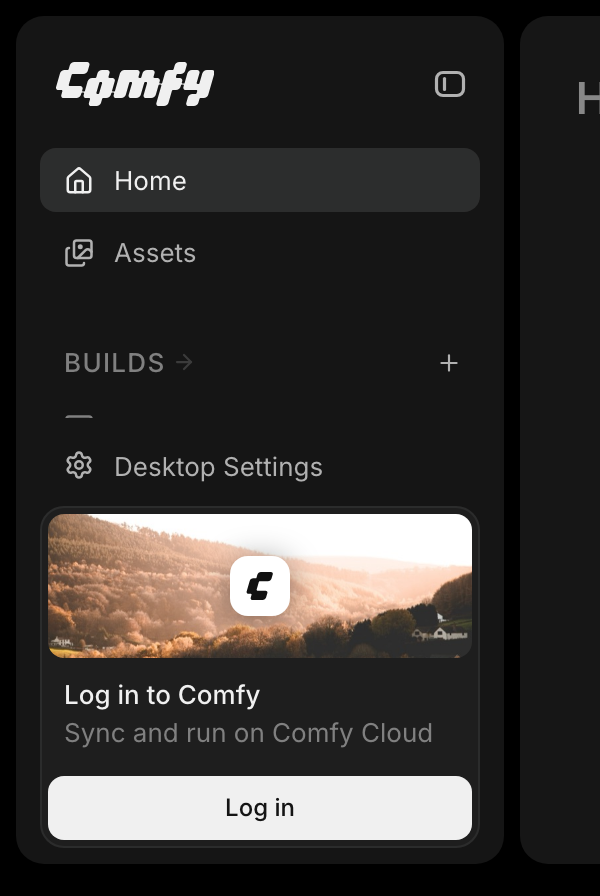 Comfy
Home
Assets
BUILDS →
Desktop Settings
Log in to Comfy
Sync and run on Comfy Cloud
Log in